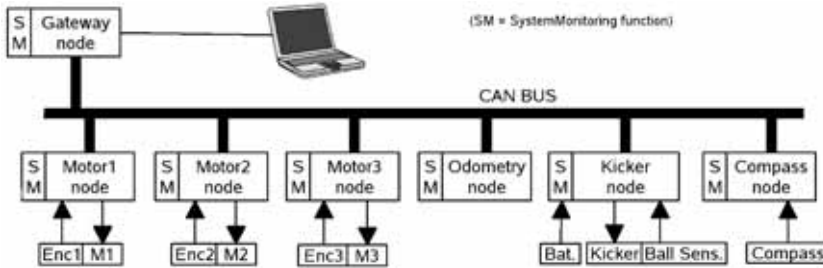 S M Gateway node
(SM = SystemMonitoring function)
CAN BUS
S M Motor1 node
S M Motor2 node
S M Motor3 node
Odometry node
S M Kicker node
S M Compass node
Enc1 M1
Enc2 M2
Enc3 M3
Bat. Kicker Ball Sens.
Compass